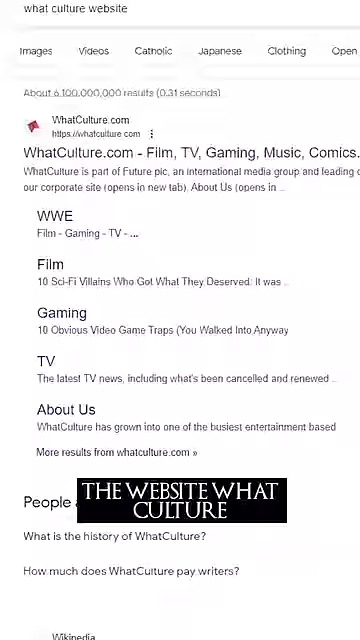 what culture website
Images Videos Catholic Japanese Clothing Open
About 6,100,000,000 results (0.31 seconds)
WhatCulture.com
https://whatculture.com
WhatCulture.com - Film, TV, Gaming, Music, Comics.
WhatCulture is part of Future plc, an international media group and leading
our corporate site (opens in new tab). About Us (opens in ...
WWE
Film - Gaming - TV - ...
Film
10 Sci-Fi Villains Who Got What They Deserved: It was ...
Gaming
10 Obvious Video Game Traps (You Walked Into Anyway
TV
The latest TV news, including what's been cancelled and renewed ...
About Us
WhatCulture has grown into one of the busiest entertainment based
More results from whatculture.com »
People
THE WEBSITE WHAT
CULTURE
What is the history of WhatCulture?
How much does WhatCulture pay writers?
Wikipedia